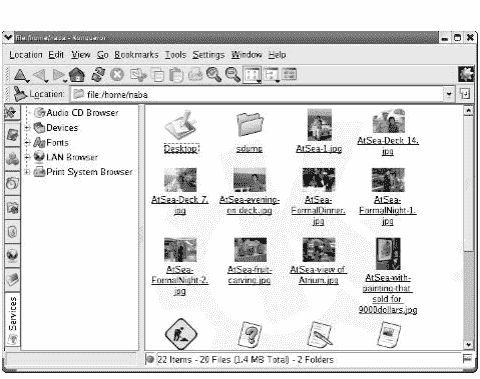 file:/home/naba - Konqueror
Location Edit View Go Bookmarks Tools Settings Window Help
Location: file:/home/naba
Audio CD Browser
Devices
Fonts
LAN Browser
Print System Browser
Services
Desktop
sdump
AtSea-1.jpg
AtSea-Deck 14.
jpg
AtSea-Deck 7.
jpg
AtSea-evening-
on deck.jpg
AtSea-
FormalDinner.
jpg
AtSea-
FormalNight-1.
jpg
AtSea-
FormalNight-2.
jpg
AtSea-fruit-
carving.jpg
AtSea-view of
Atrium.jpg
AtSea-with-
painting-that
sold for
9000dollars.jpg
22 Items - 20 Files (1.4 MB Total) - 2 Folders